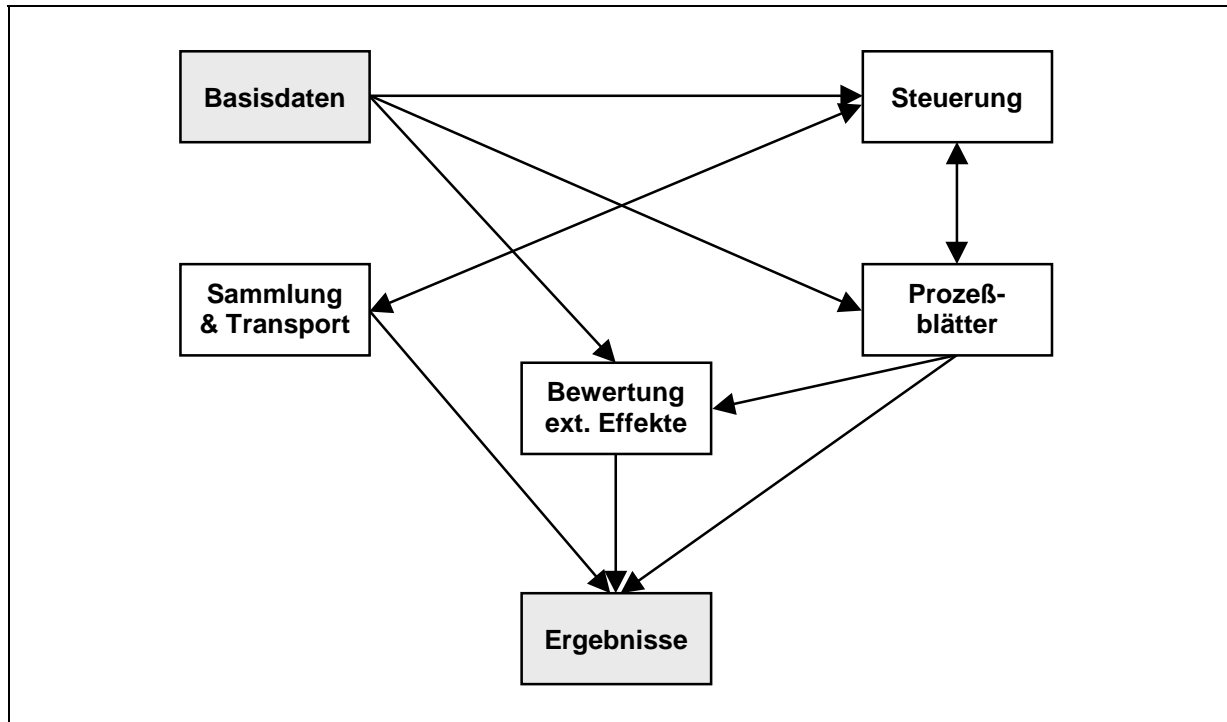 Basisdaten
Steuerung
Sammlung
& Transport
Prozeß-
blätter
Bewertung
ext. Effekte
Ergebnisse